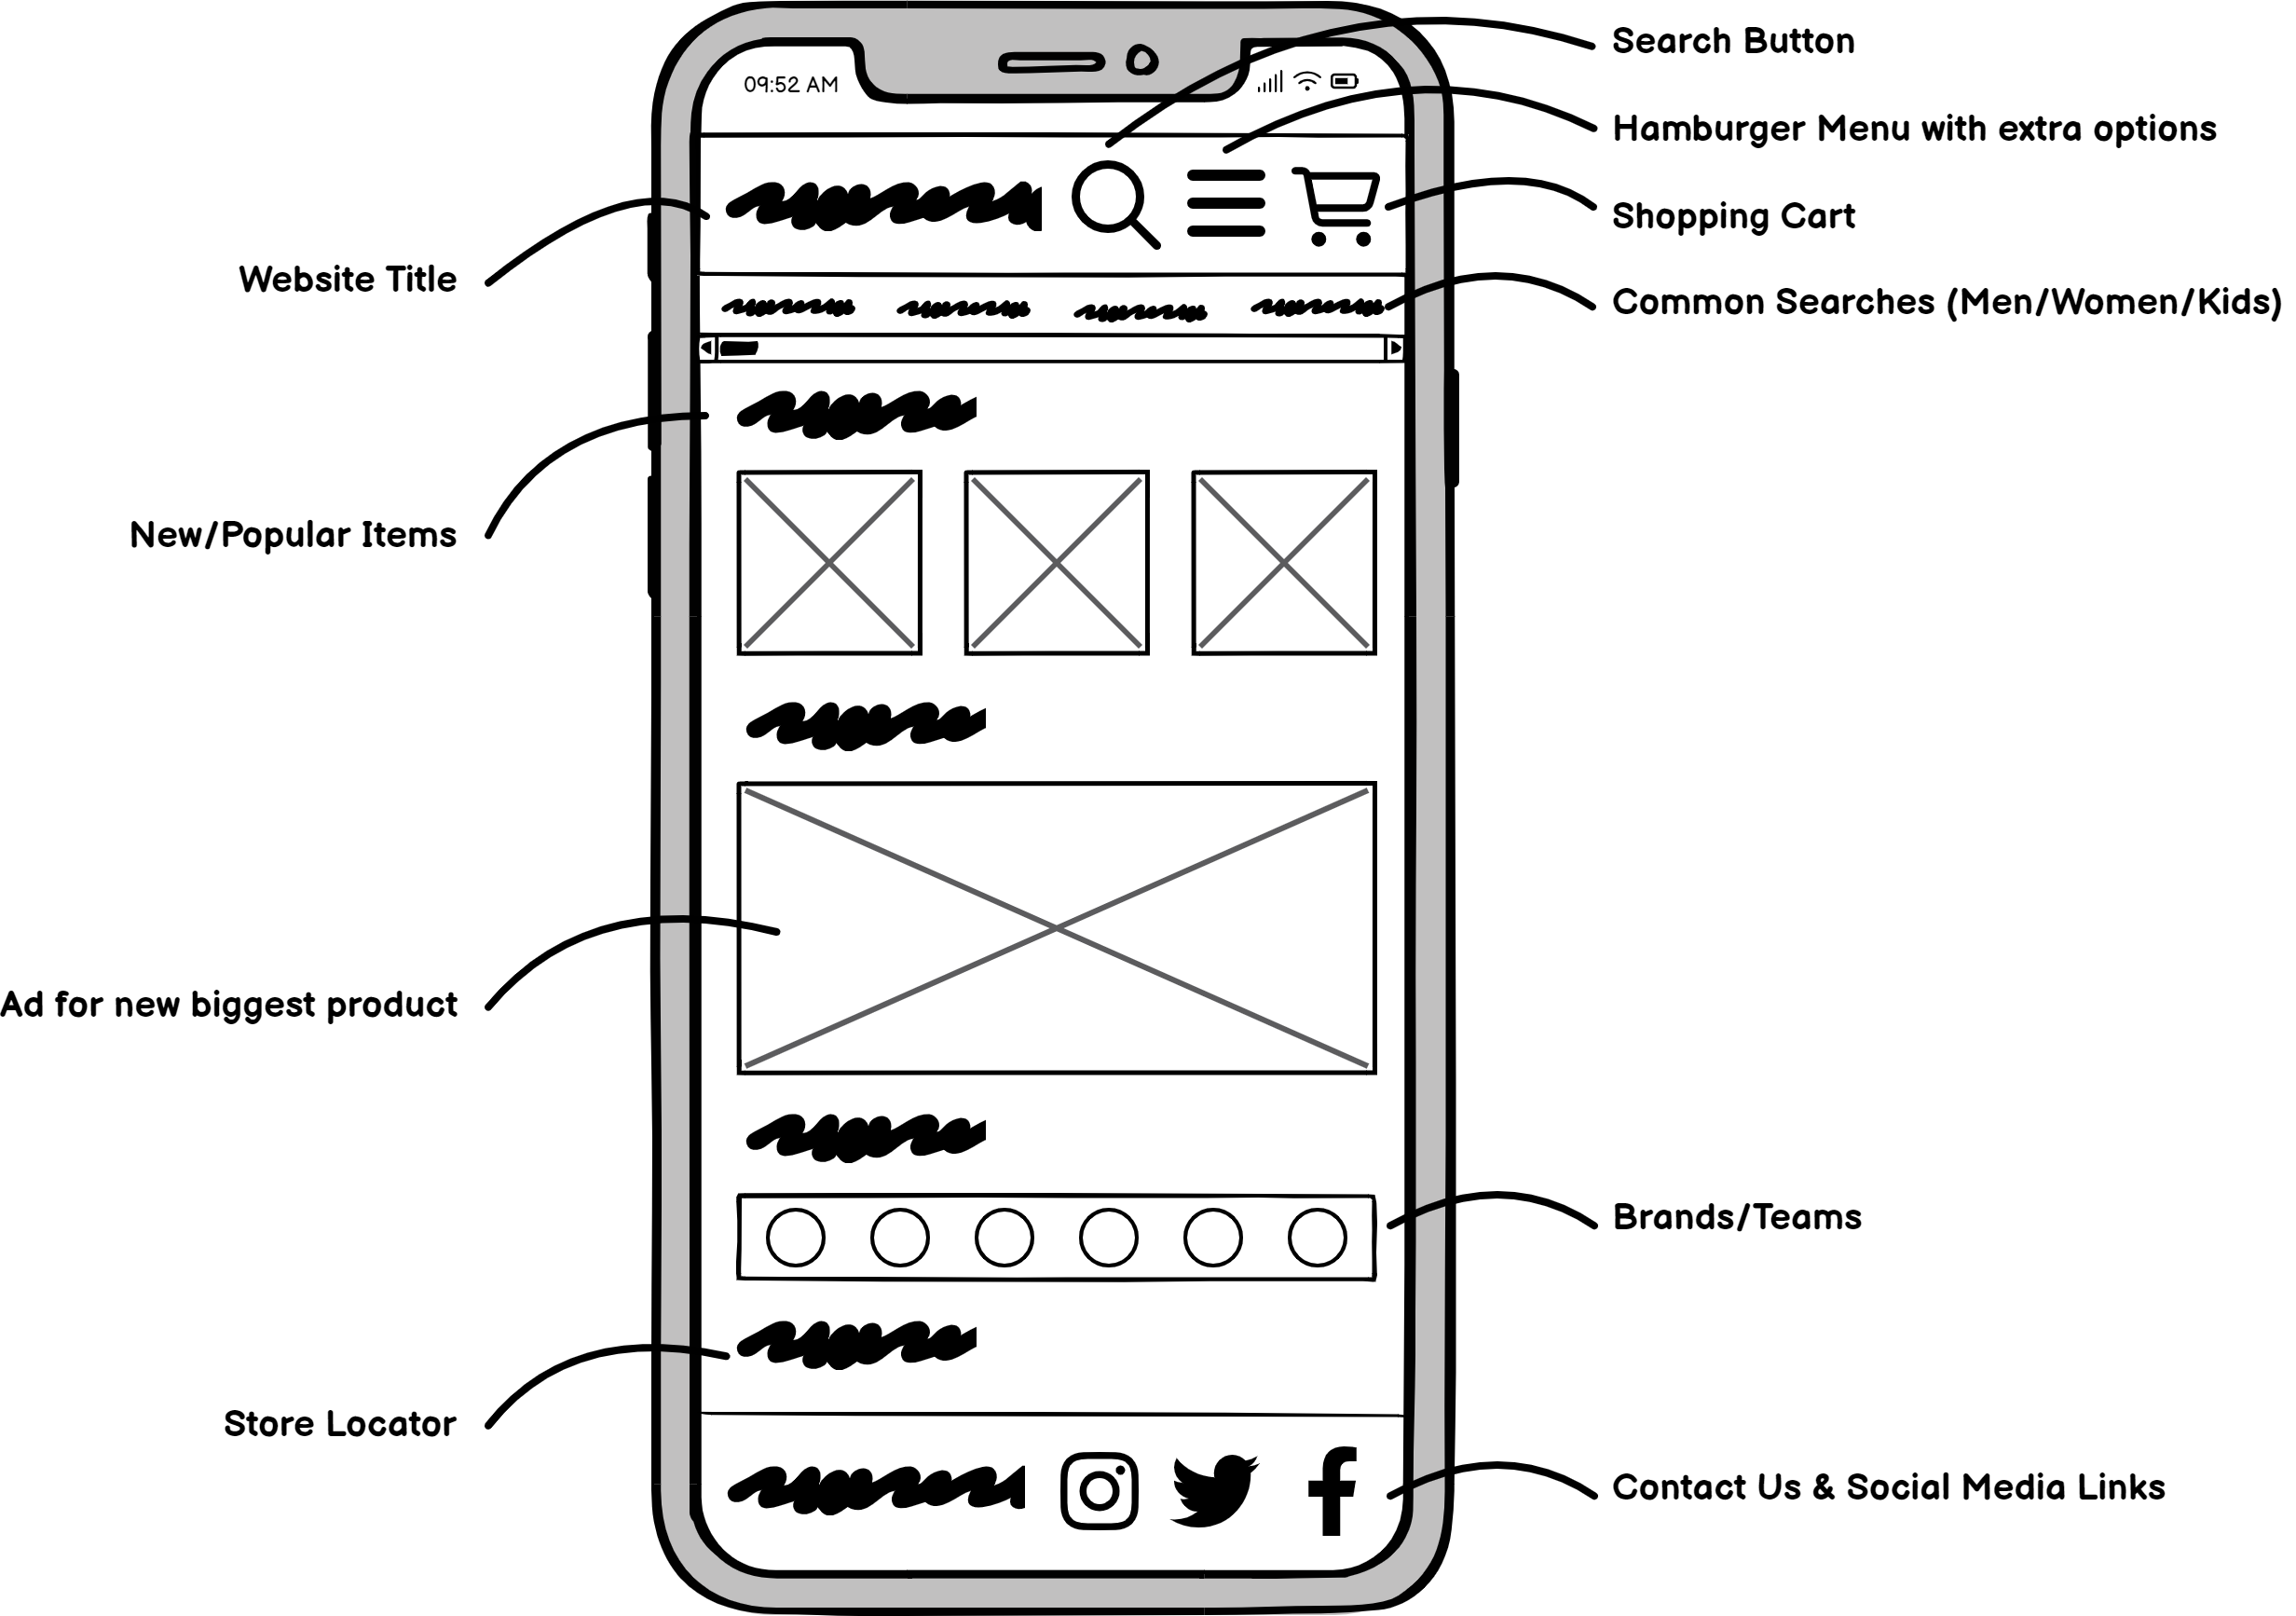 Search Button
09:52 AM
Hamburger Menu with extra options
Shopping Cart
Website Title
Common Searches (Men/Women/Kids)
New/Popular Items
Ad for new biggest product
Brands/Teams
Store Locator
Contact Us & Social Media Links